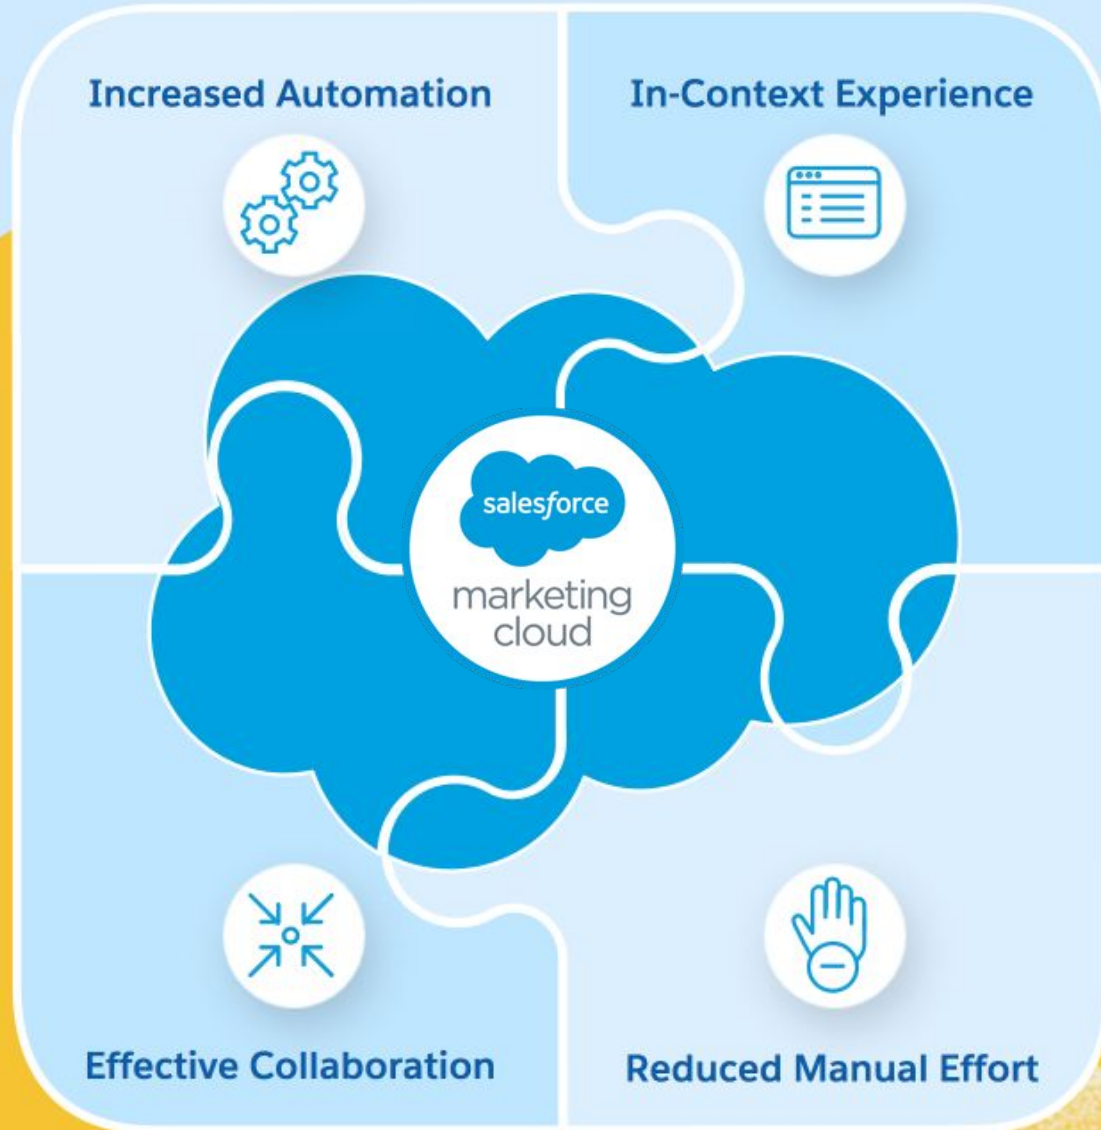 Increased Automation
In-Context Experience
salesforce
marketing
cloud
Effective Collaboration
Reduced Manual Effort